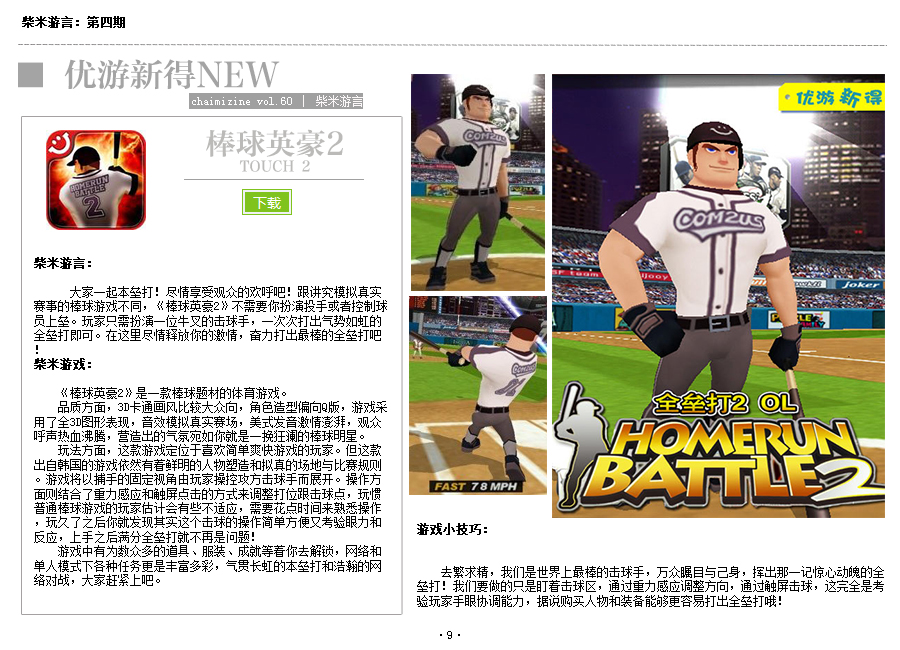 柴米游言：第四期
优游新得NEW
chaimizine vol.60 | 柴米游言
HOMERUN
BATTLE
2
棒球英豪2
TOUCH 2
下载
柴米游言：
大家一起本垒打！尽情享受观众的欢呼吧！跟讲究模拟真实
赛事的棒球游戏不同，《棒球英豪2》不需要你扮演投手或者控制球
员上垒。玩家只需扮演一位牛叉的击球手，一次次打出气势如虹的
全垒打即可。在这里尽情释放你的激情，奋力打出最棒的全垒打吧
！
柴米游戏：
《棒球英豪2》是一款棒球题材的体育游戏。
品质方面，3D卡通画风比较大众向，角色造型偏向Q版，游戏采
用了全3D图形表现，音效模拟真实赛场，美式发音激情澎湃，观众
呼声热血沸腾，营造出的气氛宛如你就是一挽狂澜的棒球明星。
玩法方面，这款游戏定位于喜欢简单爽快游戏的玩家。但这款
出自韩国的游戏依然有着鲜明的人物塑造和拟真的场地与比赛规则
。游戏将以捕手的固定视角由玩家操控攻方击球手而展开。操作方
面则结合了重力感应和触屏点击的方式来调整打位跟击球点，玩惯
普通棒球游戏的玩家估计会有些不适应，需要花点时间来熟悉操作
，玩久了之后你就发现其实这个击球的操作简单方便又考验眼力和
反应，上手之后满分全垒打就不再是问题！
游戏中有为数众多的道具、服装、成就等着你去解锁，网络和
单人模式下各种任务更是丰富多彩，气贯长虹的本垒打和浩瀚的网
络对战，大家赶紧上吧。
COM2US
FAST 78 MPH
优游新得
COM2US
joker
全垒打2 OL
HOMERUN
BATTLE 2
游戏小技巧：
去繁求精，我们是世界上最棒的击球手，万众瞩目与己身，挥出那一记惊心动魄的全
垒打！我们要做的只是盯着击球区，通过重力感应调整方向，通过触屏击球，这完全是考
验玩家手眼协调能力，据说购买人物和装备能够更容易打出全垒打哦！
·9·